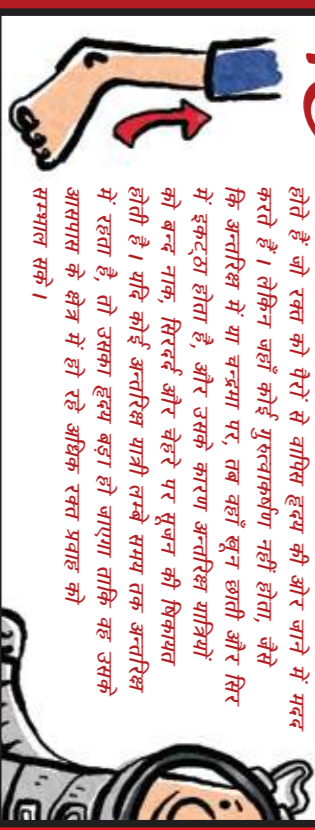 होते हैं जो रक्त को पैरों से वापिस हृदय की ओर जाने में मदद
करते हैं। लेकिन जहाँ कोई गुरुत्वाकर्षण नहीं होता, जैसे
कि अन्तरिक्ष में या चन्द्रमा पर, तब वहाँ खून छाती और सिर
में इकट्ठा होता है, और उसके कारण अन्तरिक्ष यात्रियों
को बन्द नाक, सिरदर्द और चेहरे पर सूजन की शिकायत
होती है। यदि कोई अन्तरिक्ष यात्री लम्बे समय तक अन्तरिक्ष
में रहता है, तो उसका हृदय बड़ा हो जाएगा ताकि वह उसके
आसपास के क्षेत्र में हो रहे अधिक रक्त प्रवाह को
सम्भाल सके।